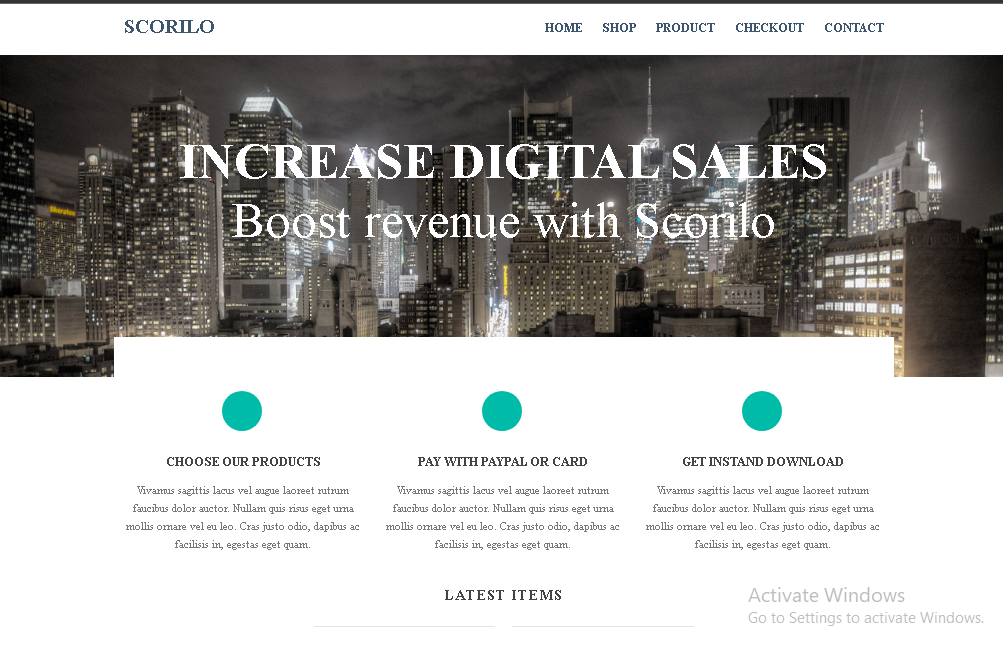 SCORILO
HOME SHOP PRODUCT CHECKOUT CONTACT
INCREASE DIGITAL SALES
Boost revenue with Scorilo
CHOOSE OUR PRODUCTS
Vivamus sagittis lacus vel augue laoreet rutrum
faucibus dolor auctor. Nullam quis risus eget urna
mollis ornare vel eu leo. Cras justo odio, dapibus ac
facilisis in, egestas eget quam.
PAY WITH PAYPAL OR CARD
Vivamus sagittis lacus vel augue laoreet rutrum
faucibus dolor auctor. Nullam quis risus eget urna
mollis ornare vel eu leo. Cras justo odio, dapibus ac
facilisis in, egestas eget quam.
GET INSTAND DOWNLOAD
Vivamus sagittis lacus vel augue laoreet rutrum
faucibus dolor auctor. Nullam quis risus eget urna
mollis ornare vel eu leo. Cras justo odio, dapibus ac
facilisis in, egestas eget quam.
LATEST ITEMS
Activate Windows
Go to Settings to activate Windows.